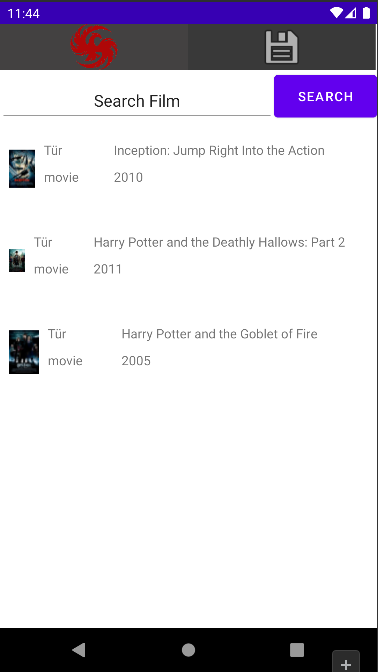 11:44
Search Film
SEARCH
Tür
Inception: Jump Right Into the Action
movie
2010
Tür
Harry Potter and the Deathly Hallows: Part 2
movie
2011
Tür
Harry Potter and the Goblet of Fire
movie
2005